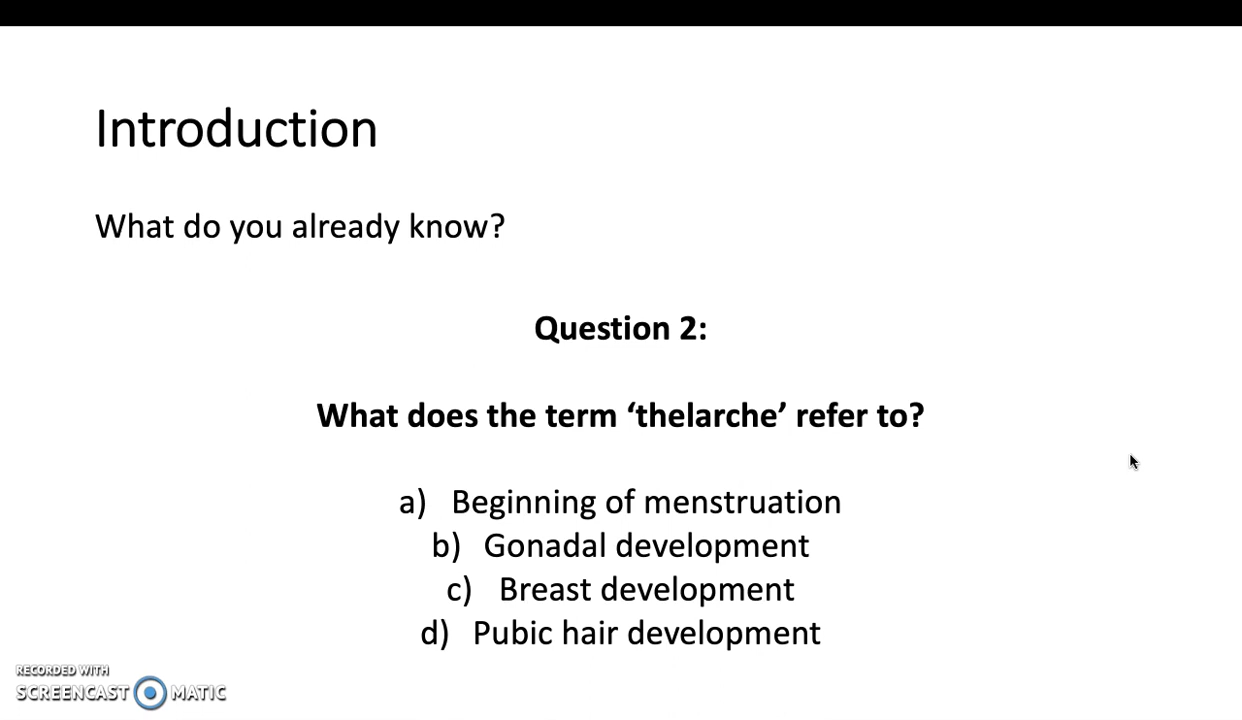 Introduction
What do you already know?
Question 2:
What does the term ‘thelarche’ refer to?
a) Beginning of menstruation
b) Gonadal development
c) Breast development
d) Pubic hair development
RECORDED WITH
SCREENCAST MATIC